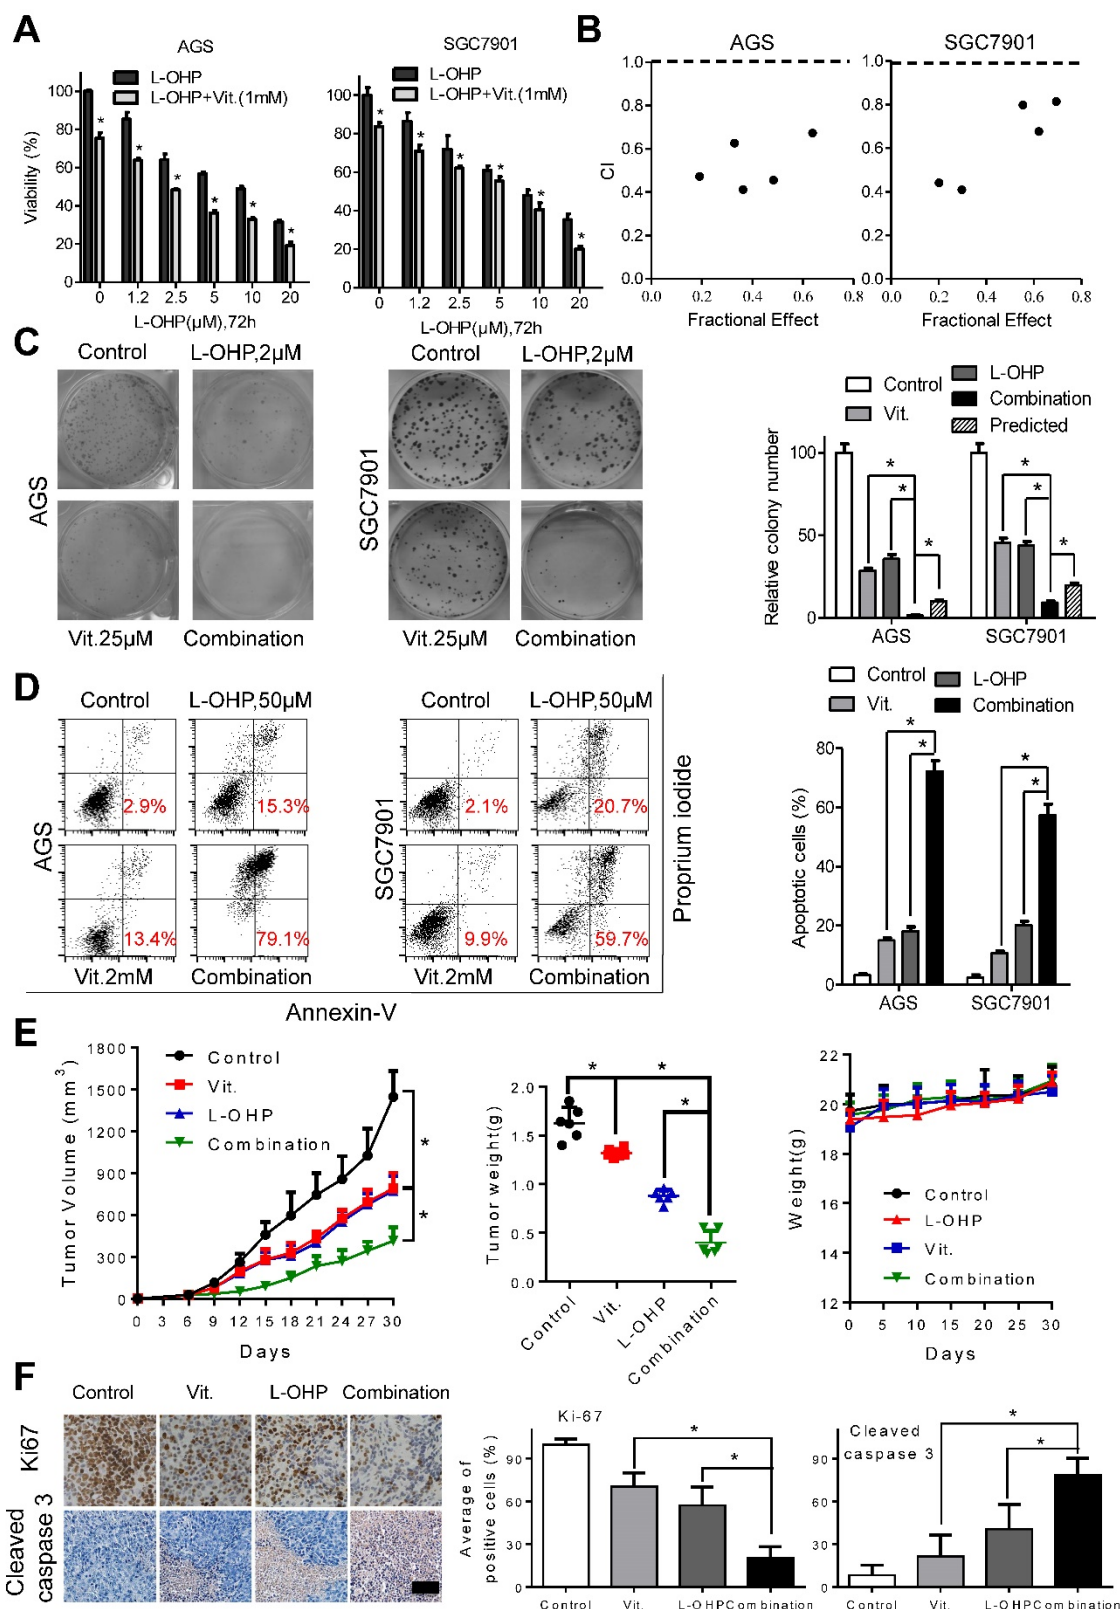 A
AGS
L-OHP
L-OHP+Vit.(1mM)
Viability (%)
100
80
60
40
20
0
0 1.2 2.5 5 10 20
L-OHP(μM),72h
* * * * * *
SGC7901
L-OHP
L-OHP+Vit.(1mM)
100
80
60
40
20
0
0 1.2 2.5 5 10 20
L-OHP(μM),72h
* * * * * *
B
AGS
SGC7901
CI
1.0
0.8
0.6
0.4
0.2
0.0
0.0 0.2 0.4 0.6 0.8
Fractional Effect
1.0
0.8
0.6
0.4
0.2
0.0
0.0 0.2 0.4 0.6 0.8
Fractional Effect
C
Control
L-OHP,2μM
AGS
Vit.25μM
Combination
Control
L-OHP,2μM
SGC7901
Vit.25μM
Combination
Control
Vit.
L-OHP
Combination
Predicted
Relative colony number
100
50
0
* * * * * *
AGS
SGC7901
D
Control
L-OHP,50μM
2.9%
15.3%
AGS
13.4%
79.1%
Vit.2mM
Combination
Control
L-OHP,50μM
2.1%
20.7%
SGC7901
9.9%
59.7%
Vit.2mM
Combination
Proprium iodide
Annexin-V
Control
Vit.
L-OHP
Combination
Apoptotic cells (%)
80
60
40
20
0
* * * *
AGS
SGC7901
E
Tumor Volume (mm3)
1800
1500
1200
900
600
300
0
Control
Vit.
L-OHP
Combination
*
*
0 3 6 9 12 15 18 21 24 27 30
Days
Tumor weight(g)
2.0
1.5
1.0
0.5
0.0
* * *
Control
Vit.
L-OHP
Combination
Weight(g)
22
20
18
16
14
12
Control
L-OHP
Vit.
Combination
0 5 10 15 20 25 30
Days
F
Control
Vit.
L-OHP
Combination
Ki67
Cleaved
caspase 3
Ki-67
Average of
positive cells (%)
90
60
30
0
* *
Control Vit. L-OHP Combination
Cleaved
caspase 3
90
60
30
0
* *
Control Vit. L-OHP Combination